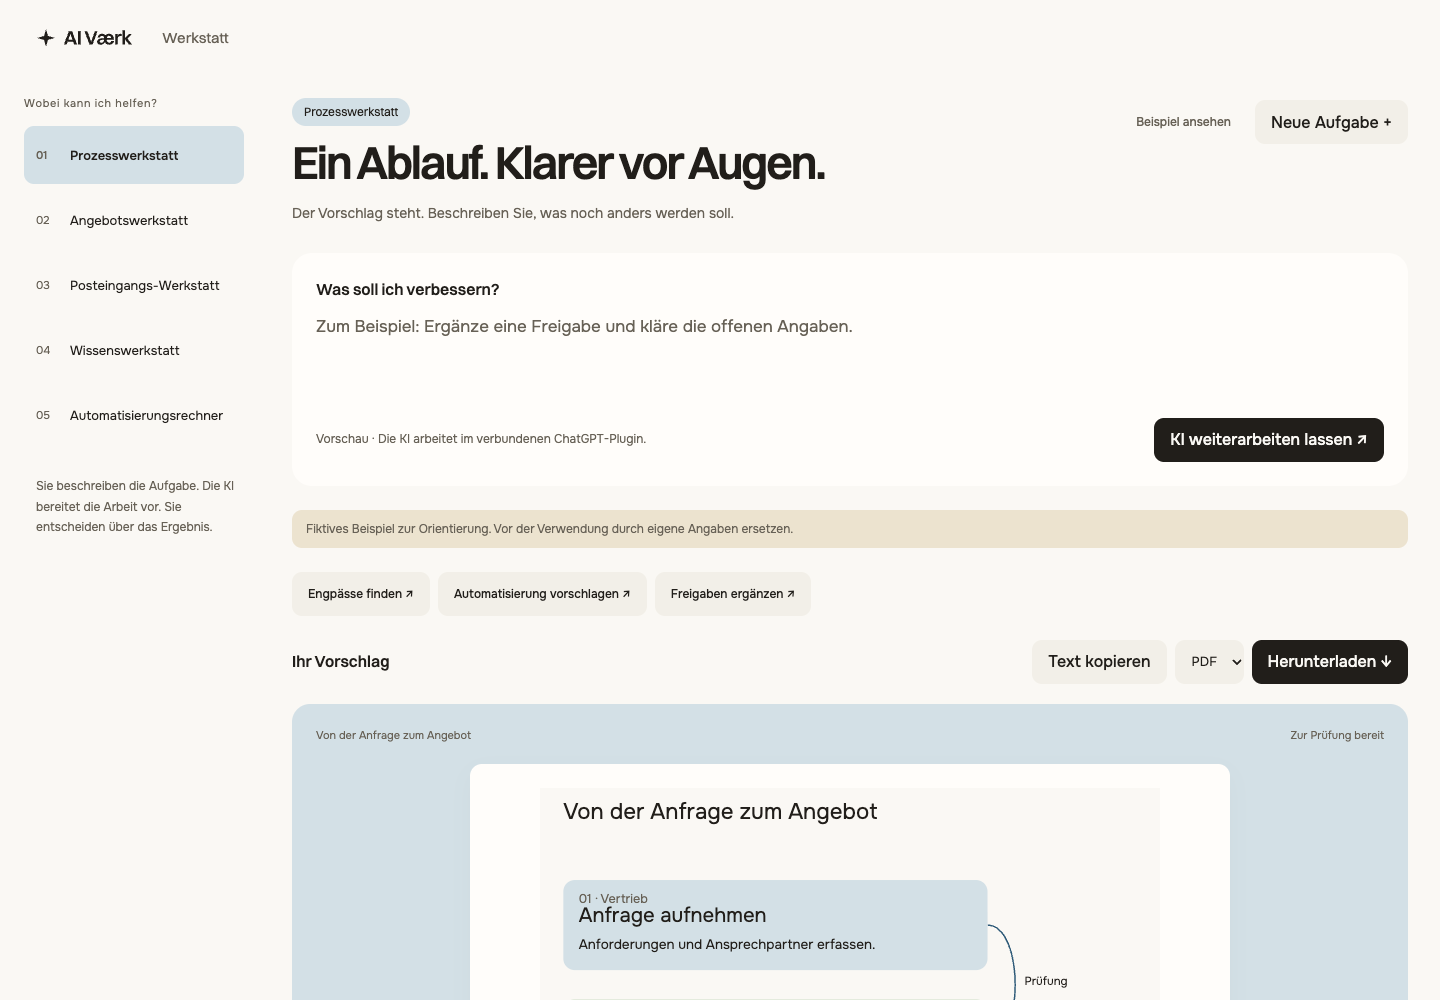 AI Værk
Werkstatt
Wobei kann ich helfen?
01 Prozesswerkstatt
02 Angebotswerkstatt
03 Posteingangs-Werkstatt
04 Wissenswerkstatt
05 Automatisierungsrechner
Sie beschreiben die Aufgabe. Die KI
bereitet die Arbeit vor. Sie
entscheiden über das Ergebnis.
Prozesswerkstatt
Beispiel ansehen
Neue Aufgabe +
Ein Ablauf. Klarer vor Augen.
Der Vorschlag steht. Beschreiben Sie, was noch anders werden soll.
Was soll ich verbessern?
Zum Beispiel: Ergänze eine Freigabe und kläre die offenen Angaben.
Vorschau · Die KI arbeitet im verbundenen ChatGPT-Plugin.
KI weiterarbeiten lassen ↗
Fiktives Beispiel zur Orientierung. Vor der Verwendung durch eigene Angaben ersetzen.
Engpässe finden ↗
Automatisierung vorschlagen ↗
Freigaben ergänzen ↗
Ihr Vorschlag
Text kopieren
PDF
Herunterladen ↓
Von der Anfrage zum Angebot
Zur Prüfung bereit
Von der Anfrage zum Angebot
01 · Vertrieb
Anfrage aufnehmen
Anforderungen und Ansprechpartner erfassen.
Prüfung